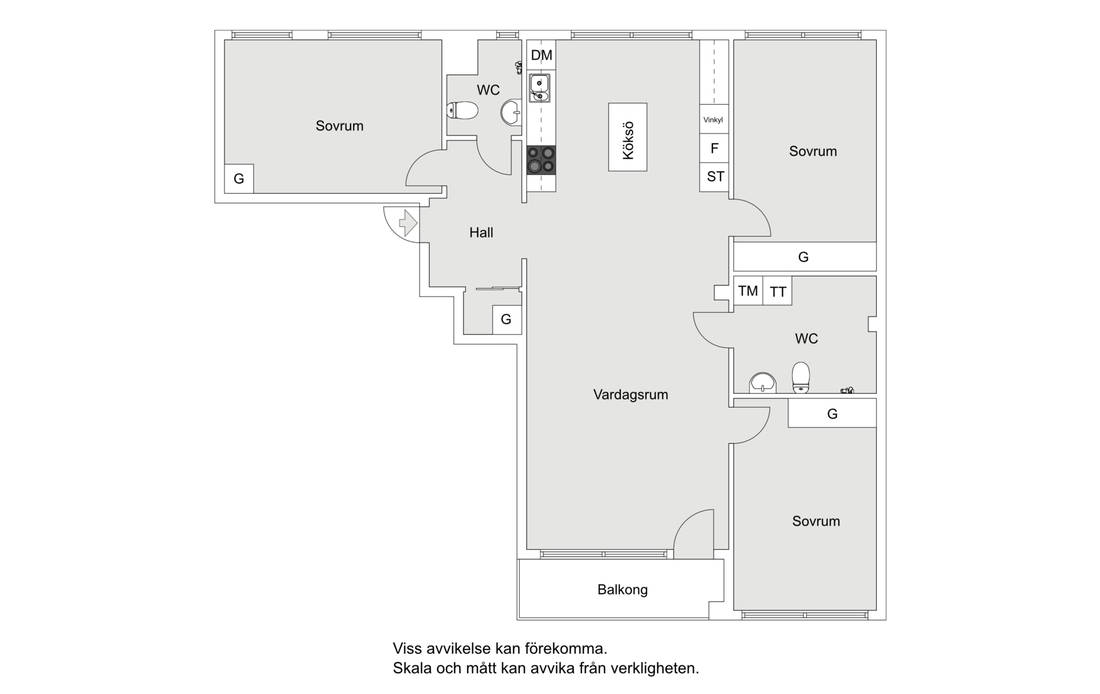 DM
WC
Vinkyl
Köksö
Sovrum
F
Sovrum
ST
G
Hall
G
TM
TT
G
WC
Vardagsrum
G
Sovrum
Balkong
Viss avvikelse kan förekomma.
Skala och mått kan avvika från verkligheten.